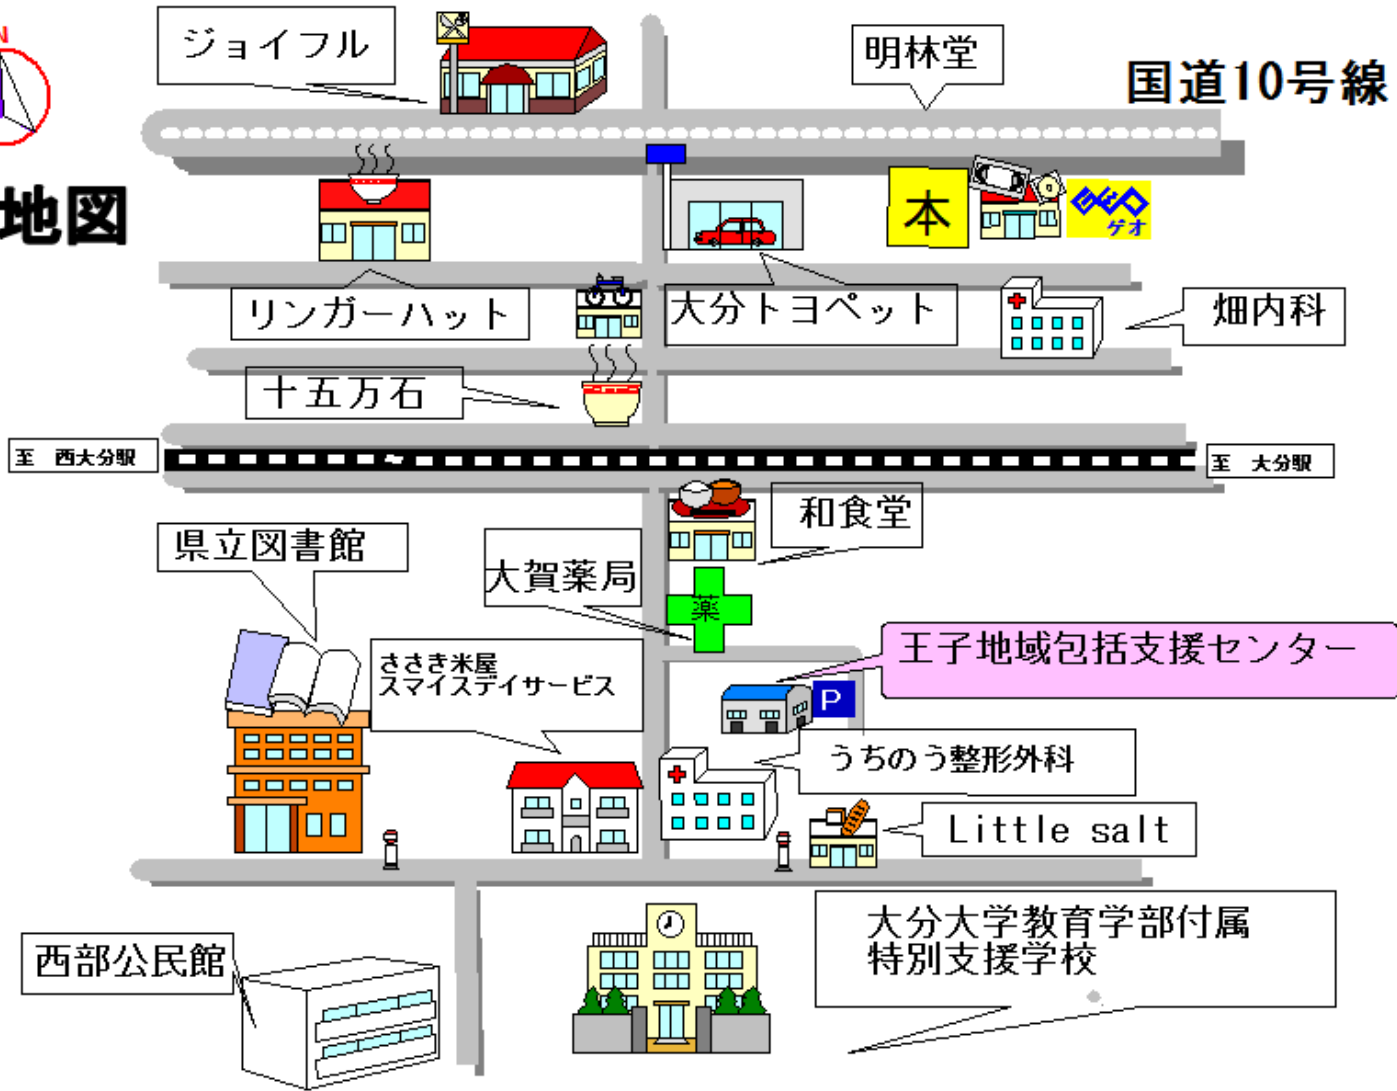 N
ジョイフル
明林堂
国道10号線
地図
本
ゲオ
リンガーハット
大分トヨペット
畑内科
十五万石
至 西大分駅
至 大分駅
和食堂
県立図書館
大賀薬局
薬
王子地域包括支援センター
ささき米屋
スマイスデイサービス
P
うちのう整形外科
Little salt
大分大学教育学部付属
特別支援学校
西部公民館